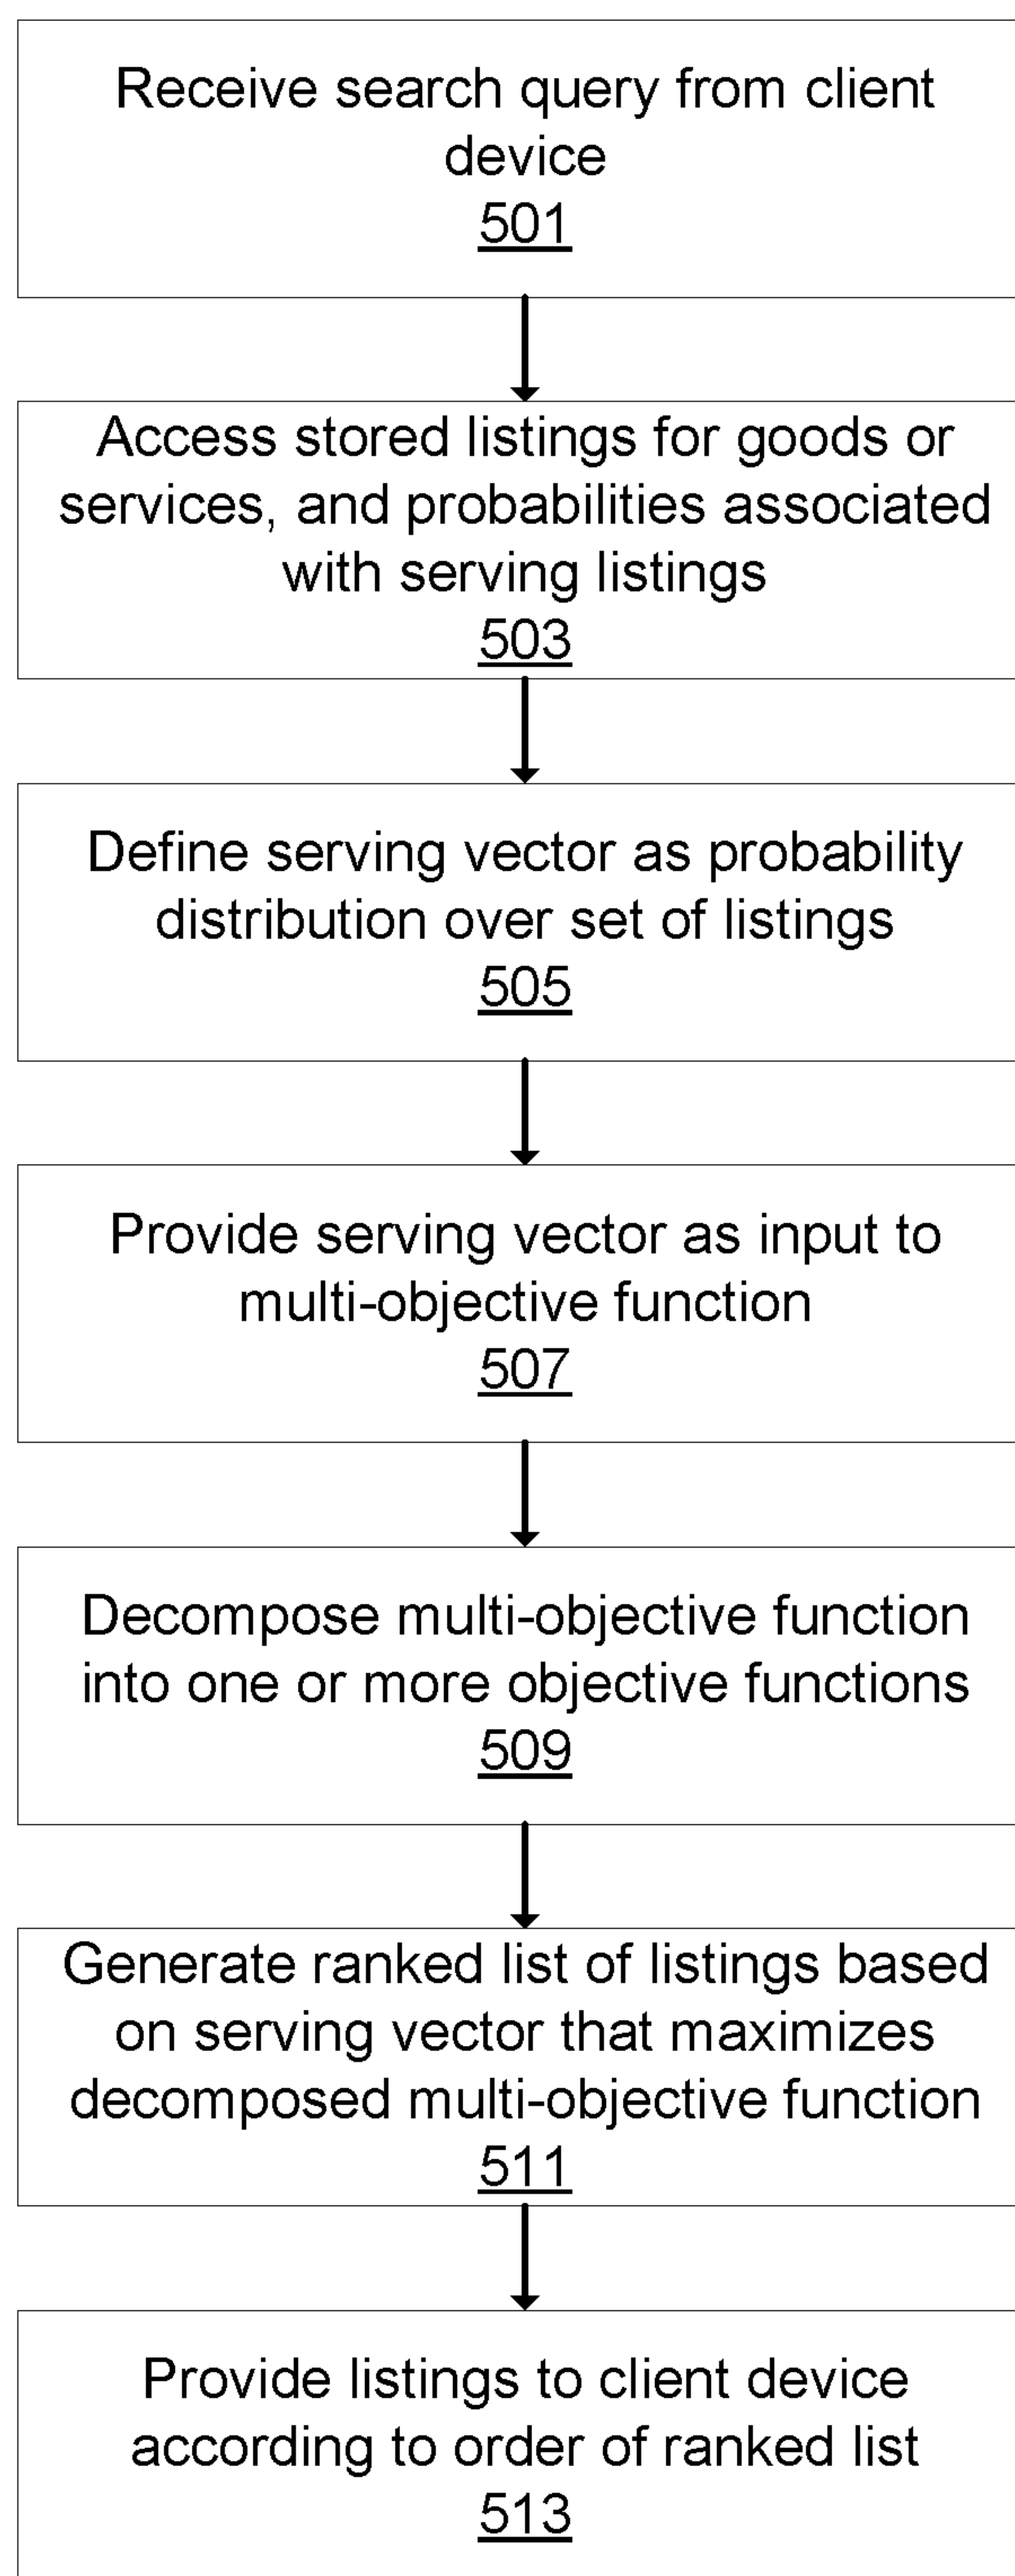 Receive search query from client
device
501
Access stored listings for goods or
services, and probabilities associated
with serving listings
503
Define serving vector as probability
distribution over set of listings
505
Provide serving vector as input to
multi-objective function
507
Decompose multi-objective function
into one or more objective functions
509
Generate ranked list of listings based
on serving vector that maximizes
decomposed multi-objective function
511
Provide listings to client device
according to order of ranked list
513